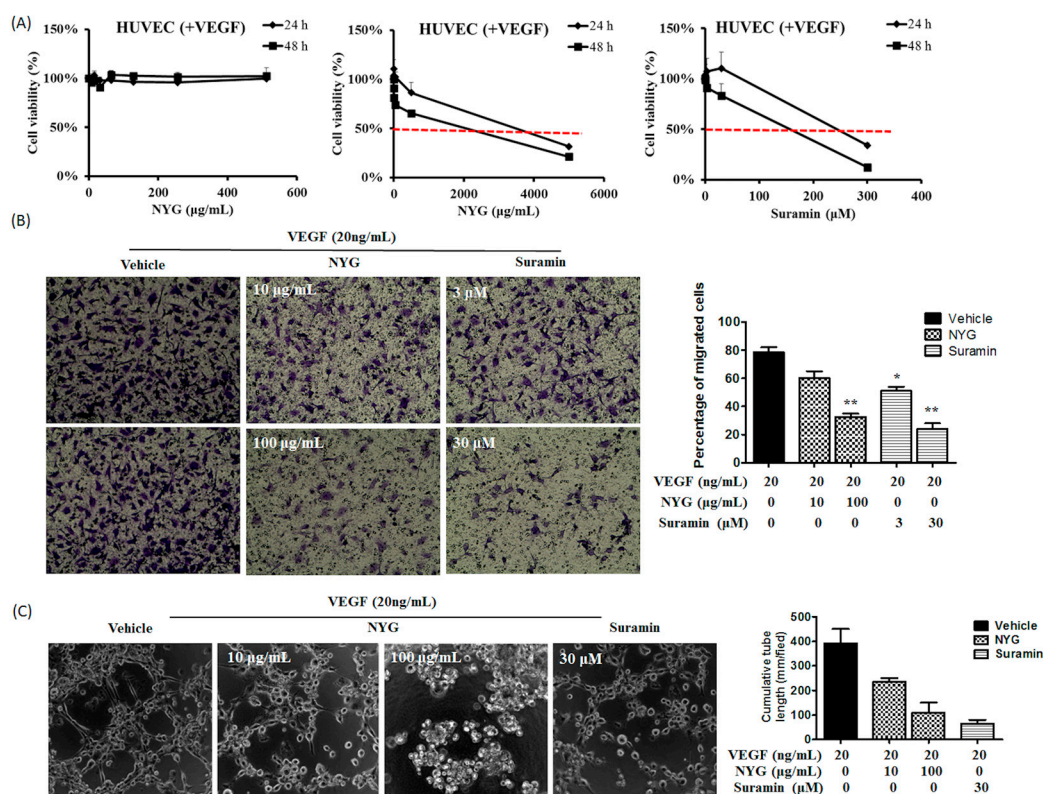 (A)
HUVEC (+VEGF)
24 h
48 h
150%
100%
50%
0%
Cell viability (%)
0
200
400
600
NYG (µg/mL)
HUVEC (+VEGF)
24 h
48 h
150%
100%
50%
0%
Cell viability (%)
0
2000
4000
6000
NYG (µg/mL)
HUVEC (+VEGF)
24 h
48 h
150%
100%
50%
0%
Cell viability (%)
0
100
200
300
400
Suramin (µM)
(B)
VEGF (20ng/mL)
Vehicle
NYG
Suramin
10 µg/mL
3 µM
100 µg/mL
30 µM
Vehicle
NYG
Suramin
Percentage of migrated cells
100
80
60
40
20
0
*
**
**
VEGF (ng/mL) 20 20 20 20 20
NYG (µg/mL) 0 10 100 0 0
Suramin (µM) 0 0 0 3 30
(C)
VEGF (20ng/mL)
Vehicle
NYG
Suramin
10 µg/mL
100 µg/mL
30 µM
Vehicle
NYG
Suramin
Cumulative tube
length (mm/fied)
500
400
300
200
100
0
VEGF (ng/mL) 20 20 20 20
NYG (µg/mL) 0 10 100 0
Suramin (µM) 0 0 0 30